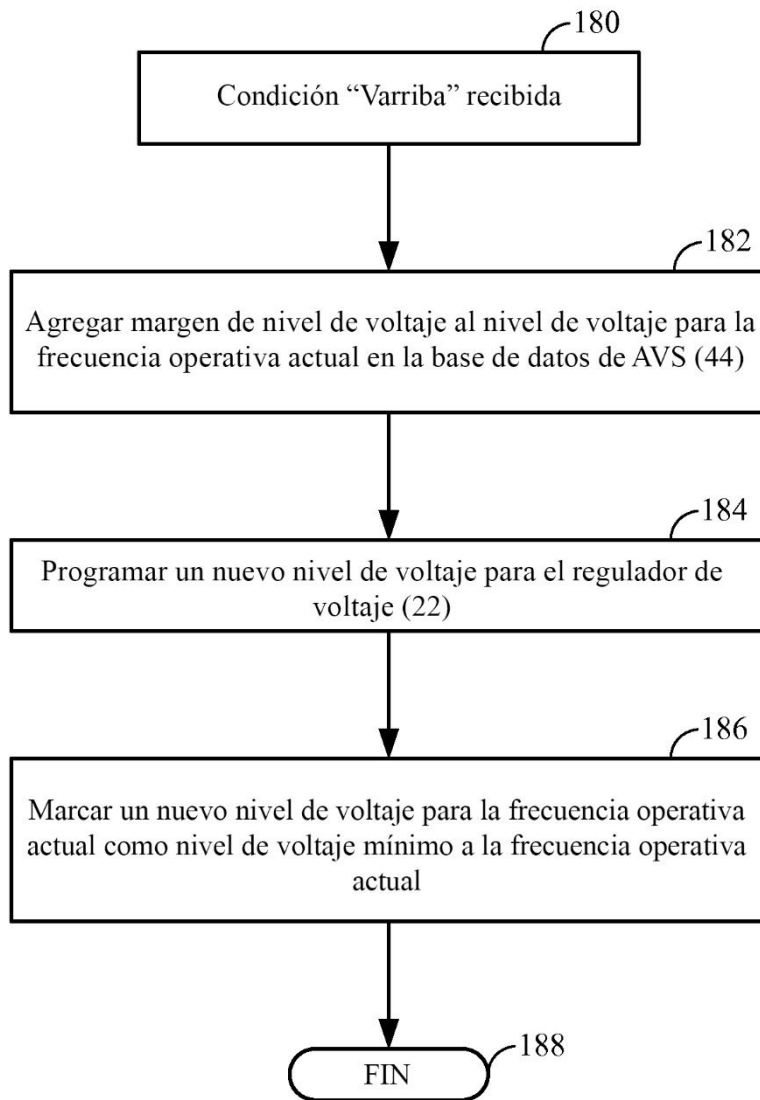 180
Condición “Varriba” recibida
182
Agregar margen de nivel de voltaje al nivel de voltaje para la
frecuencia operativa actual en la base de datos de AVS (44)
184
Programar un nuevo nivel de voltaje para el regulador de
voltaje (22)
186
Marcar un nuevo nivel de voltaje para la frecuencia operativa
actual como nivel de voltaje mínimo a la frecuencia operativa
actual
188
FIN